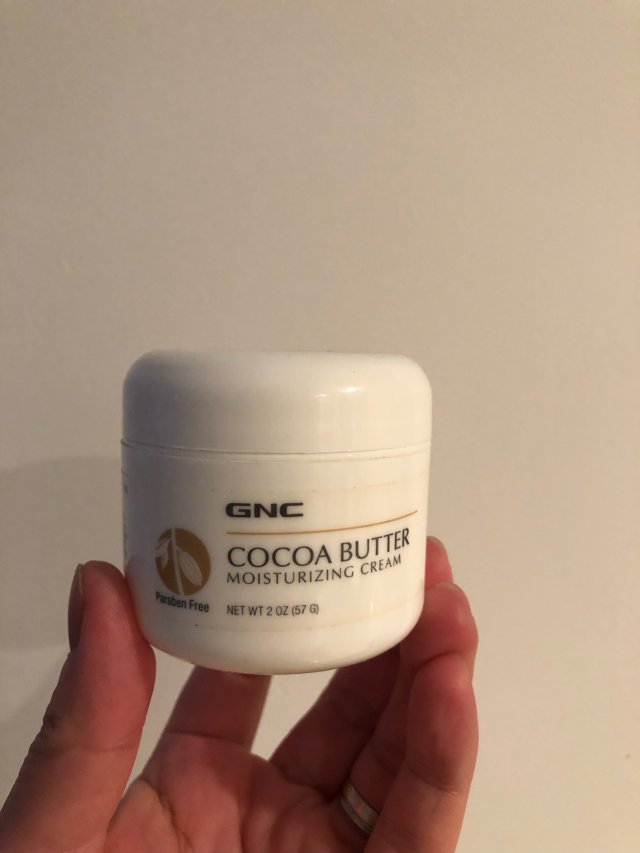 GNC
COCOA BUTTER
MOISTURIZING CREAM
Paraben Free
NET WT 2 OZ (57 G)